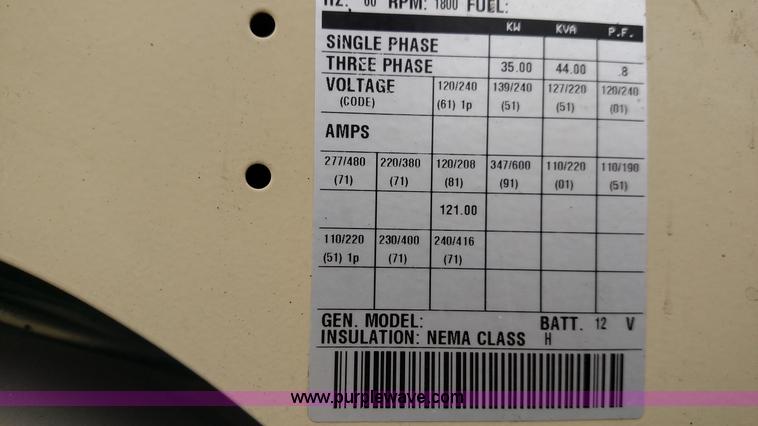 HZ: 60 RPM: 1800 FUEL:
KW KVA P.F.
SINGLE PHASE
THREE PHASE 35.00 44.00 .8
VOLTAGE 120/240 139/240 127/220 120/240
(CODE) (61) 1p (51) (51) (01)
AMPS
277/480 220/380 120/208 347/600 110/220 110/190
(71) (71) (81) (91) (01) (51)
121.00
110/220 230/400 240/416
(51) 1p (71) (71)
GEN. MODEL: BATT. 12 V
INSULATION: NEMA CLASS H
www.purplewave.com